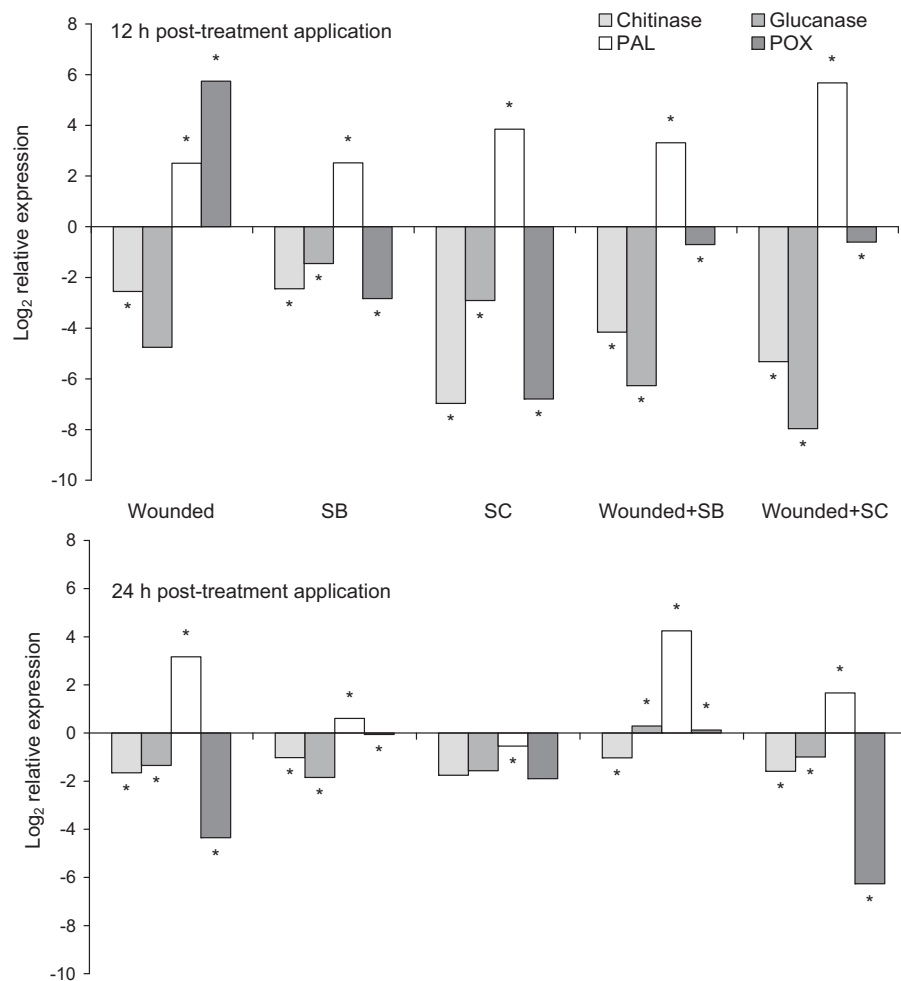 8
12 h post-treatment application
Chitinase Glucanase
PAL POX
6
4
2
0
-2
-4
-6
-8
-10
Log₂ relative expression
* * *
* * * *
* * * *
* * * *
* * * *
Wounded SB SC Wounded+SB Wounded+SC
8
24 h post-treatment application
6
4
2
0
-2
-4
-6
-8
-10
Log₂ relative expression
* * * *
* * * *
*
* * * *
* * * *